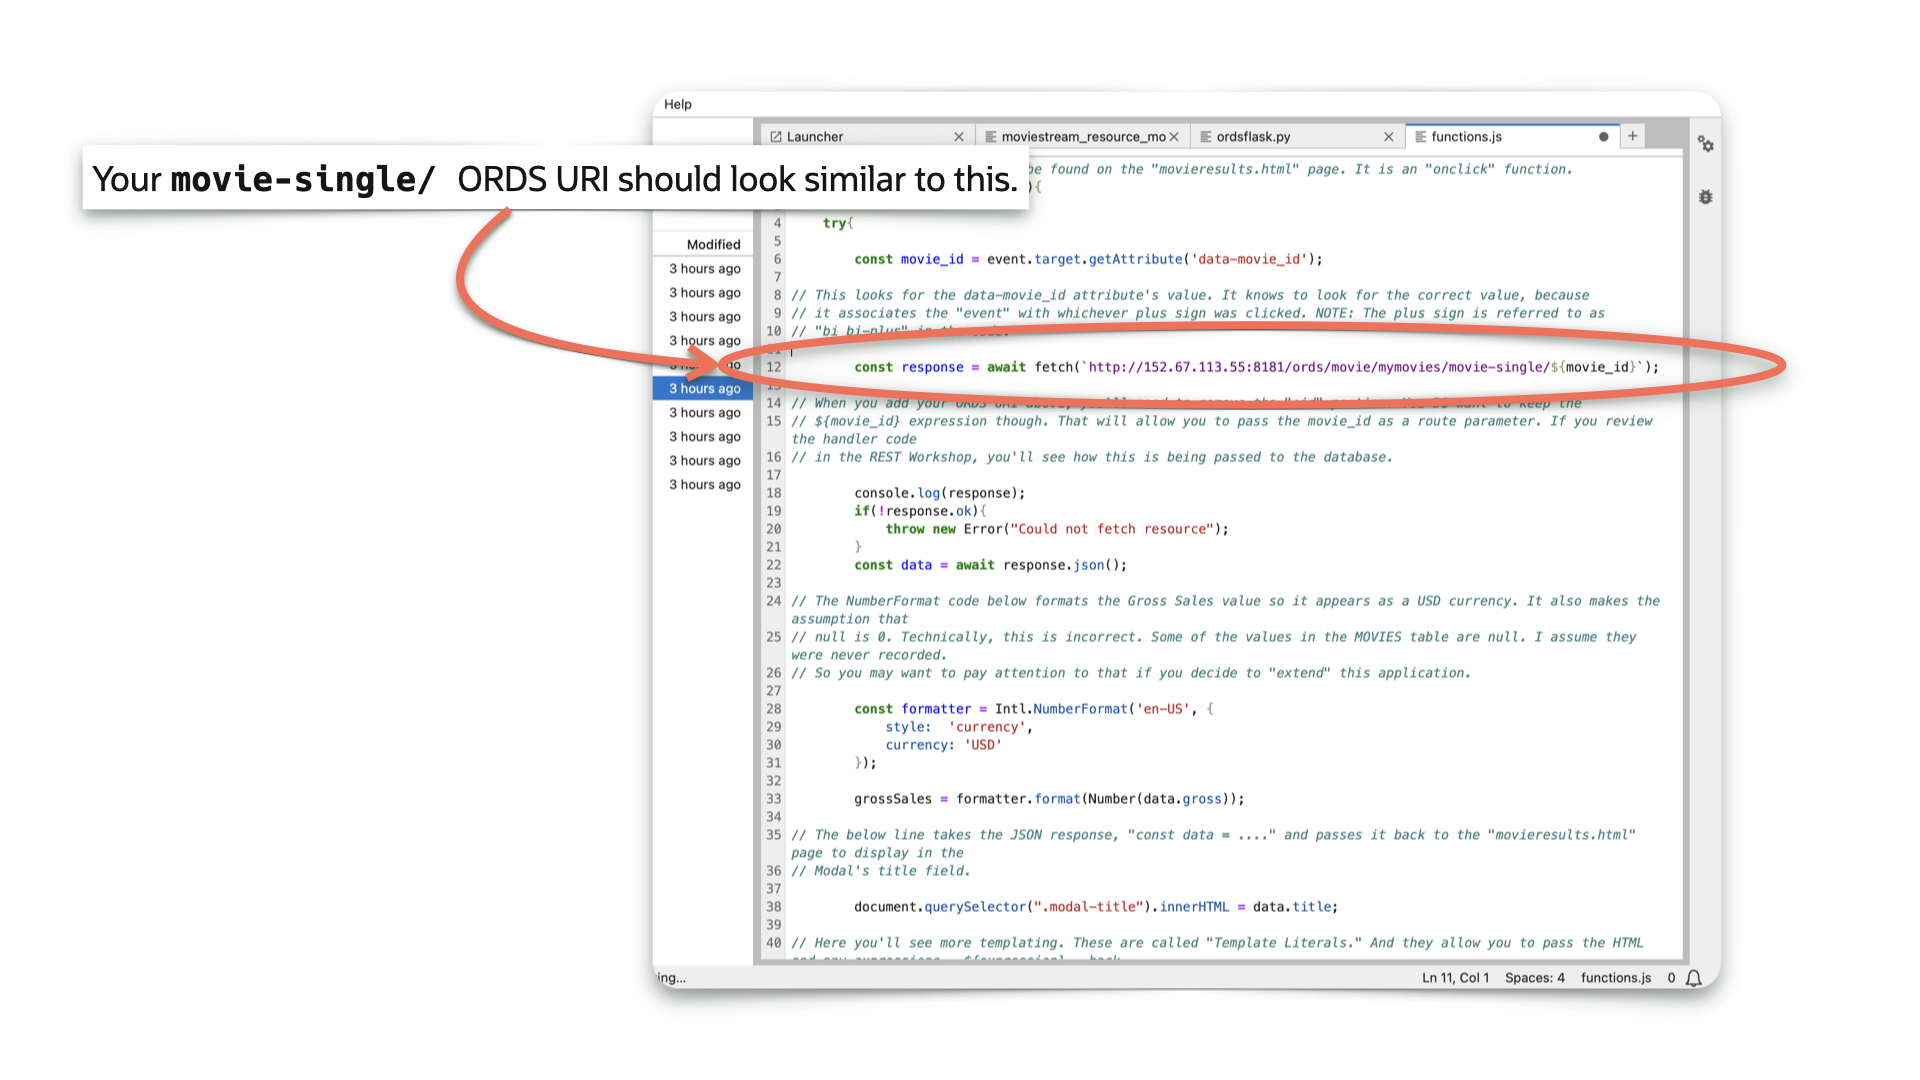 Help
Launcher
moviestream_resource_mo
ordsflask.py
functions.js
Your movie-single/ ORDS URI should look similar to this.
be found on the "movieresults.html" page. It is an "onclick" function.
){
4 try{
5
6 const movie_id = event.target.getAttribute('data-movie_id');
7
8 // This looks for the data-movie_id attribute's value. It knows to look for the correct value, because
9 // it associates the "event" with whichever plus sign was clicked. NOTE: The plus sign is referred to as
10 // "bi bi-plus" in the code.
11
12 const response = await fetch(`http://152.67.113.55:8181/ords/movie/mymovies/movie-single/${movie_id}`);
13
14 // When you add your ORDS URI above, you'll need to remove the
15 // ${movie_id} expression though. That will allow you to pass the movie_id as a route parameter. If you review
the handler code
16 // in the REST Workshop, you'll see how this is being passed to the database.
17
18 console.log(response);
19 if(!response.ok){
20 throw new Error("Could not fetch resource");
21 }
22 const data = await response.json();
23
24 // The NumberFormat code below formats the Gross Sales value so it appears as a USD currency. It also makes the
assumption that
25 // null is 0. Technically, this is incorrect. Some of the values in the MOVIES table are null. I assume they
were never recorded.
26 // So you may want to pay attention to that if you decide to "extend" this application.
27
28 const formatter = Intl.NumberFormat('en-US', {
29 style: 'currency',
30 currency: 'USD'
31 });
32
33 grossSales = formatter.format(Number(data.gross));
34
35 // The below line takes the JSON response, "const data = ...." and passes it back to the "movieresults.html"
page to display in the
36 // Modal's title field.
37
38 document.querySelector(".modal-title").innerHTML = data.title;
39
40 // Here you'll see more templating. These are called "Template Literals." And they allow you to pass the HTML
Modified
3 hours ago
3 hours ago
3 hours ago
3 hours ago
3 hours ago
3 hours ago
3 hours ago
3 hours ago
3 hours ago
3 hours ago
ing...
Ln 11, Col 1
Spaces: 4
functions.js
0